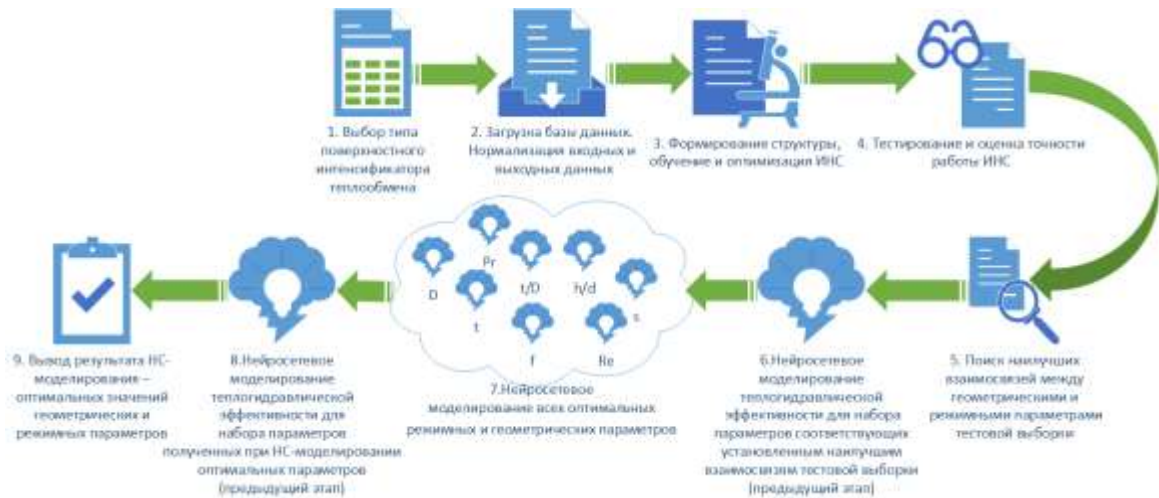 1. Выбор типа
поверхностного
интенсификатора
теплообмена
2. Загрузна базы данных.
Нормализация входных и
выходных данных
3. Формирование структуры,
обучение и оптимизация ИНС
4. Тестирование и оценка точности
работы ИНС
5. Поиск наилучших
взаимосвязей между
геометрическими и
режимными параметрами
тестовой выборки
6.Нейросетевое
моделирование
теплогидравлической
эффективности для набора
параметров соответствующих
установленным наилучшим
взаимосвязям тестовой выборки
(предыдущий этап)
Pr
D
t/D
h/d
s
t
f
Re
7.Нейросетевое
моделирование всех оптимальных
режимных и геометрических параметров
8.Нейросетевое
моделирование
теплогидравлической
эффективности для
набора параметров
полученных при НС-моделировании
оптимальных параметров
(предыдущий этап)
9. Вывод результата НС-
моделирования –
оптимальных значений
геометрических и
режимных параметров